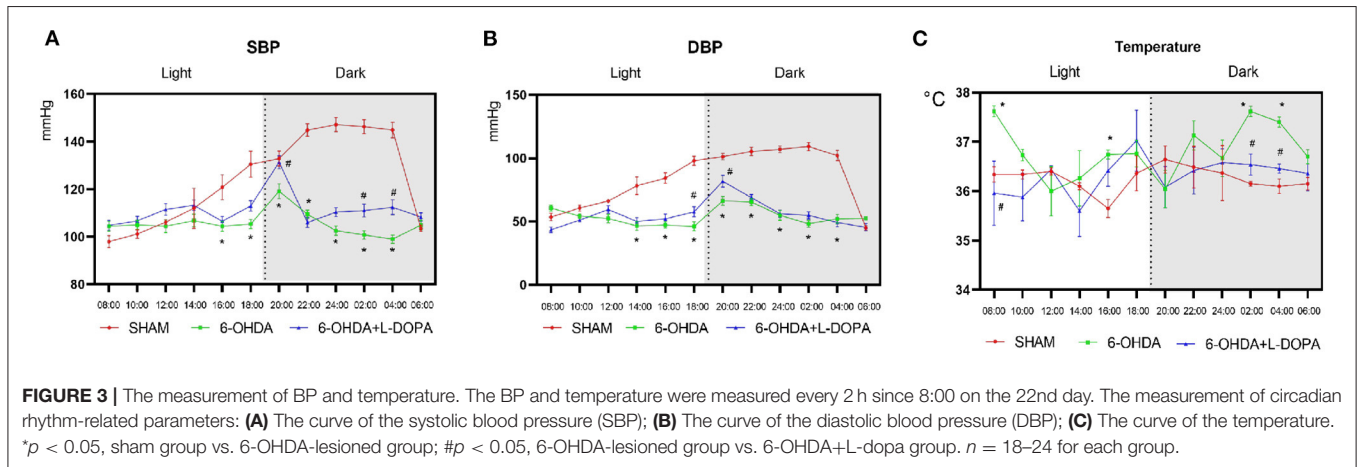 A
SBP
Light
Dark
mmHg
160
140
120
100
80
#
*
#
#
*
*
*
*
*
*
*
08:00 10:00 12:00 14:00 16:00 18:00 20:00 22:00 24:00 02:00 04:00 06:00
SHAM 6-OHDA 6-OHDA+L-DOPA
B
DBP
Light
Dark
mmHg
150
100
50
0
#
#
*
*
*
*
*
*
*
*
08:00 10:00 12:00 14:00 16:00 18:00 20:00 22:00 24:00 02:00 04:00 06:00
SHAM 6-OHDA 6-OHDA+L-DOPA
C
Temperature
Light
Dark
°C
38
37
36
35
34
*
*
*
*
#
#
#
08:00 10:00 12:00 14:00 16:00 18:00 20:00 22:00 24:00 02:00 04:00 06:00
SHAM 6-OHDA 6-OHDA+L-DOPA
FIGURE 3 | The measurement of BP and temperature. The BP and temperature were measured every 2 h since 8:00 on the 22nd day. The measurement of circadian
rhythm-related parameters: (A) The curve of the systolic blood pressure (SBP); (B) The curve of the diastolic blood pressure (DBP); (C) The curve of the temperature.
*p < 0.05, sham group vs. 6-OHDA-lesioned group; #p < 0.05, 6-OHDA-lesioned group vs. 6-OHDA+L-dopa group. n = 18–24 for each group.